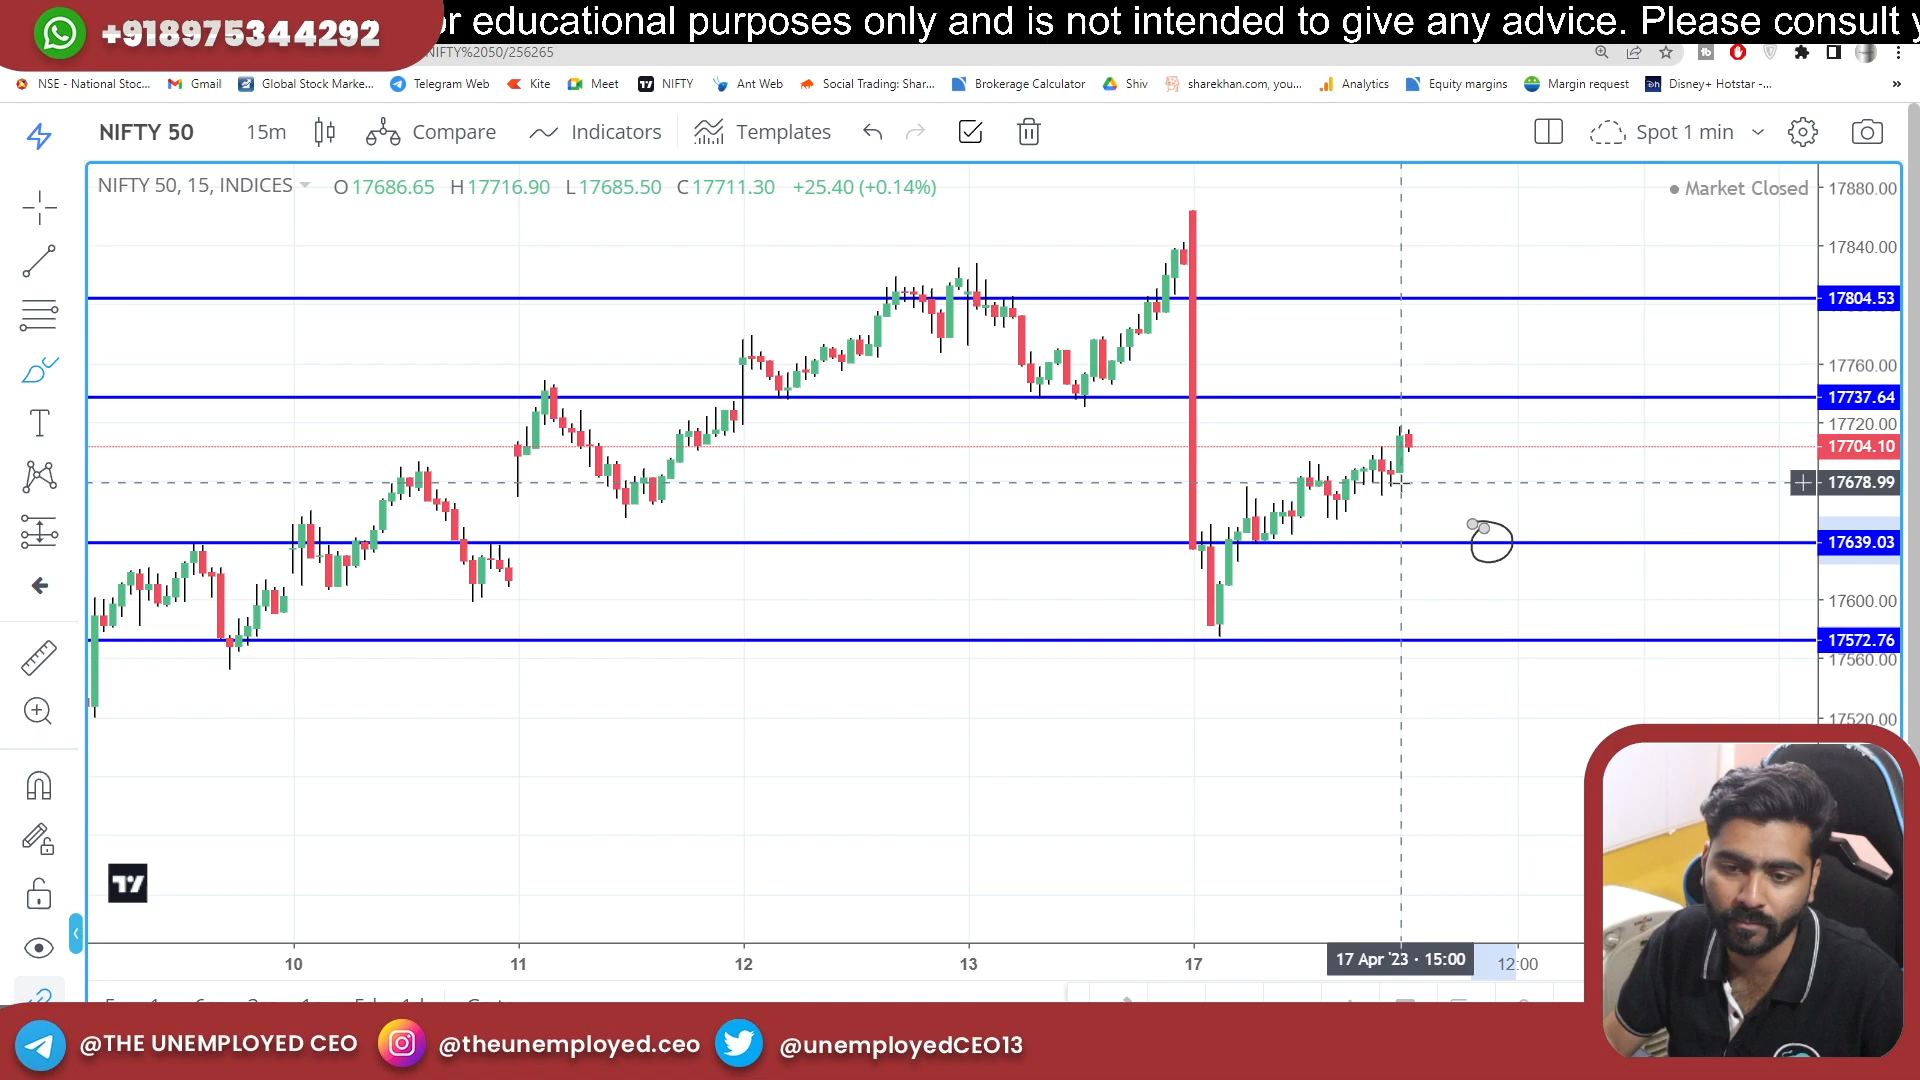 +918975344292
or educational purposes only and is not intended to give any advice. Please consult y
NIFTY%2050/256265
NSE - National Stoc... Gmail Global Stock Marke... Telegram Web Kite Meet NIFTY Ant Web Social Trading: Shar... Brokerage Calculator Shiv sharekhan.com, you... Analytics Equity margins Margin request Disney+ Hotstar -... »
NIFTY 50 15m Compare Indicators Templates Spot 1 min
NIFTY 50, 15, INDICES O 17686.65 H 17716.90 L 17685.50 C 17711.30 +25.40 (+0.14%)
Market Closed
17880.00
17840.00
17804.53
17760.00
17737.64
17720.00
17704.10
17678.99
17639.03
17600.00
17572.76
17560.00
17520.00
10 11 12 13 17 17 Apr '23 · 15:00 12:00
@THE UNEMPLOYED CEO @theunemployed.ceo @unemployedCEO13